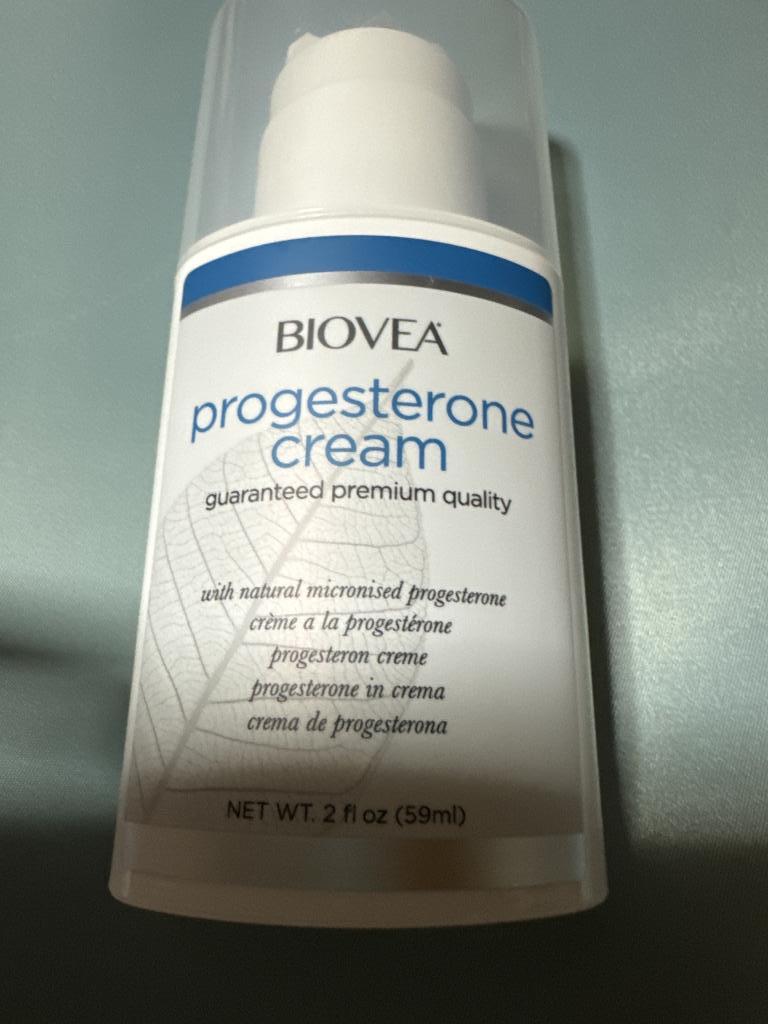 BIOVEA
progesterone
cream
guaranteed premium quality
with natural micronised progesterone
crème a la progestérone
progesteron creme
progesterone in crema
crema de progesterona
NET WT. 2 fl oz (59ml)